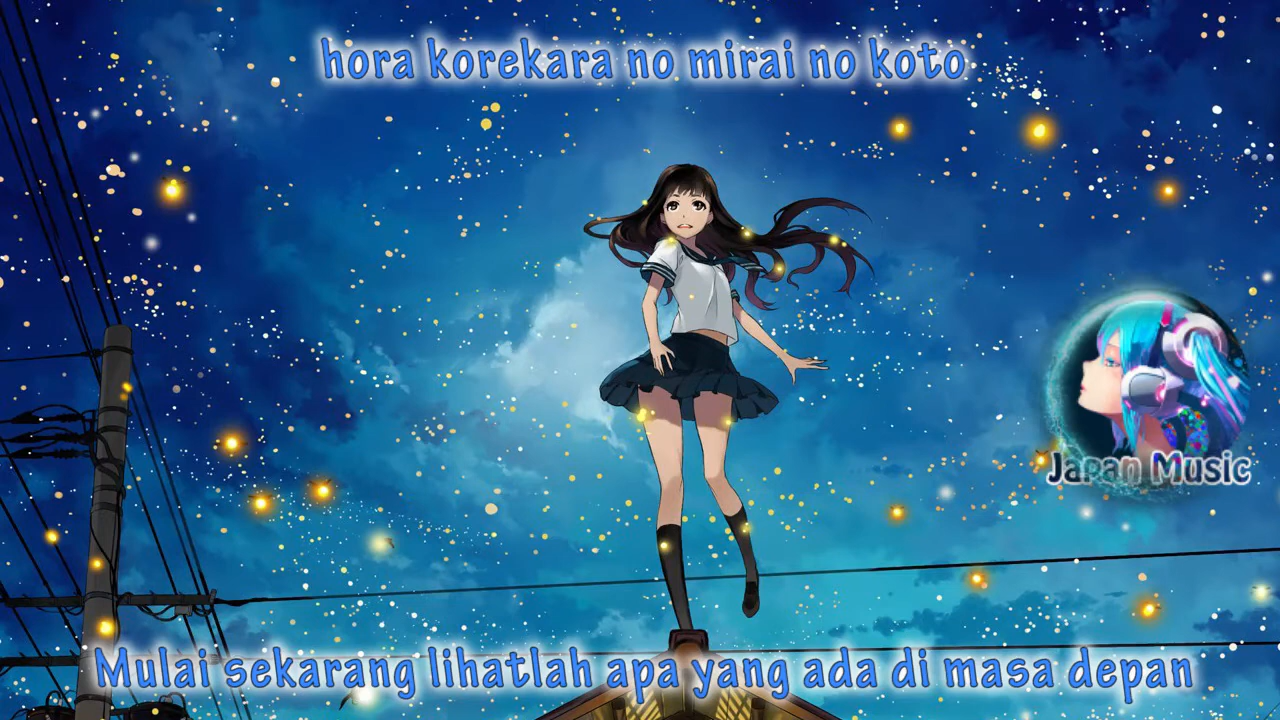 hora korekara no mirai no koto
Japan Music
Mulai sekarang lihatlah apa yang ada di masa depan